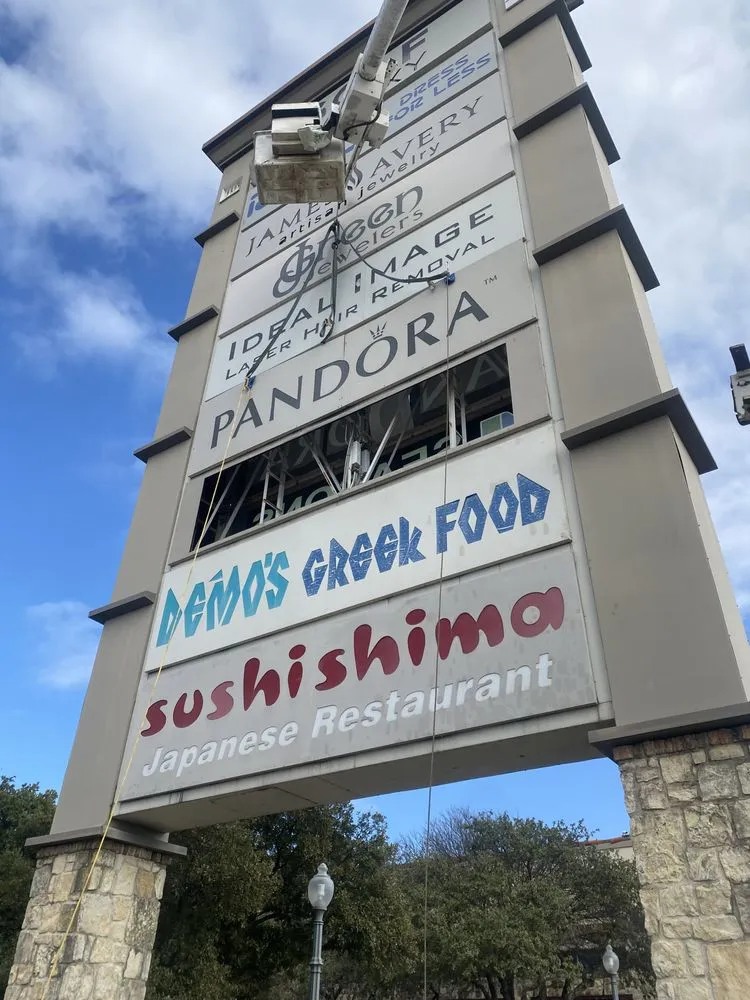 DRESS
FOR LESS
JAMES AVERY
artisan jewelry
Green
Jewelers
IDEAL IMAGE
LASER HAIR REMOVAL
PANDÓRA™
DEMO'S GREEK FOOD
sushishima
Japanese Restaurant